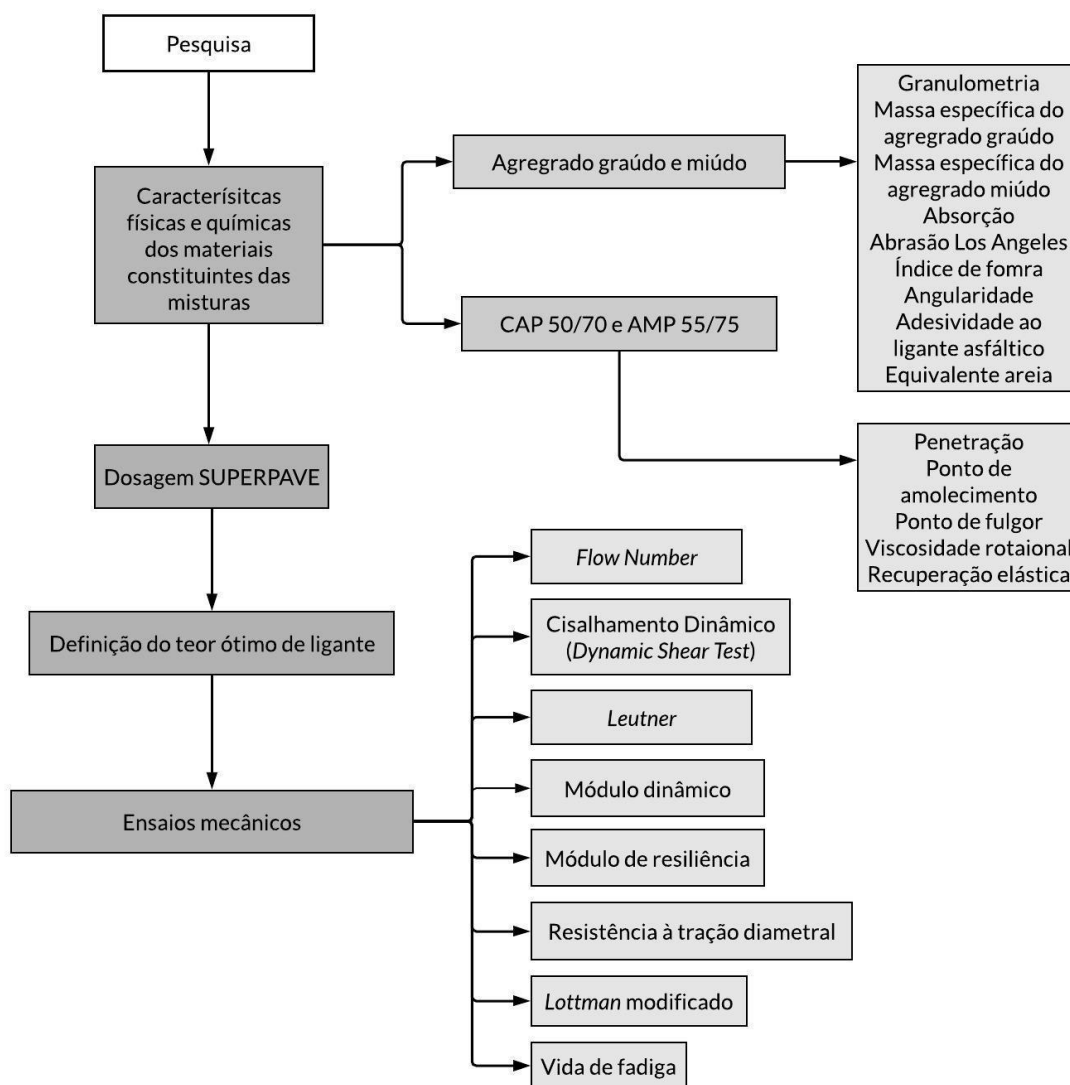 Pesquisa
Caracterísitcas
físicas e químicas
dos materiais
constituintes das
misturas
Agregado graúdo e miúdo
Granulometria
Massa específica do
agregrado graúdo
Massa específica do
agregrado miúdo
Absorção
Abrasão Los Angeles
Índice de fomra
Angularidade
Adesividade ao
ligante asfáltico
Equivalente areia
CAP 50/70 e AMP 55/75
Penetração
Ponto de
amolecimento
Ponto de fulgor
Viscosidade rotaional
Recuperação elástica
Dosagem SUPERPAVE
Definição do teor ótimo de ligante
Ensaios mecânicos
Flow Number
Cisalhamento Dinâmico
(Dynamic Shear Test)
Leutner
Módulo dinâmico
Módulo de resiliência
Resistência à tração diametral
Lottman modificado
Vida de fadiga